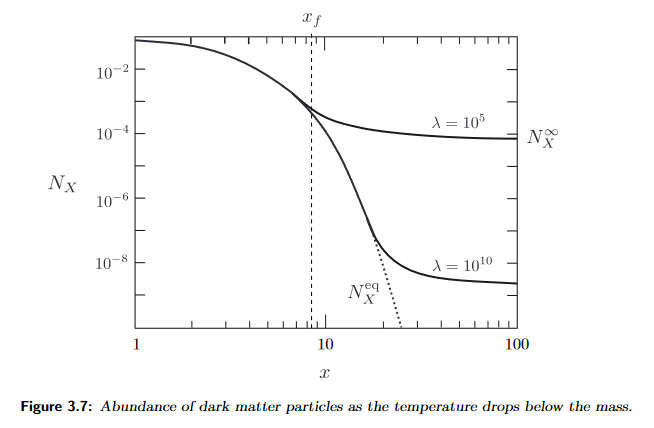 x_f
10^{-2}
λ = 10^5
10^{-4}
N_X^∞
N_X
10^{-6}
10^{-8}
λ = 10^{10}
N_X^{eq}
1 10 100
x
Figure 3.7: Abundance of dark matter particles as the temperature drops below the mass.